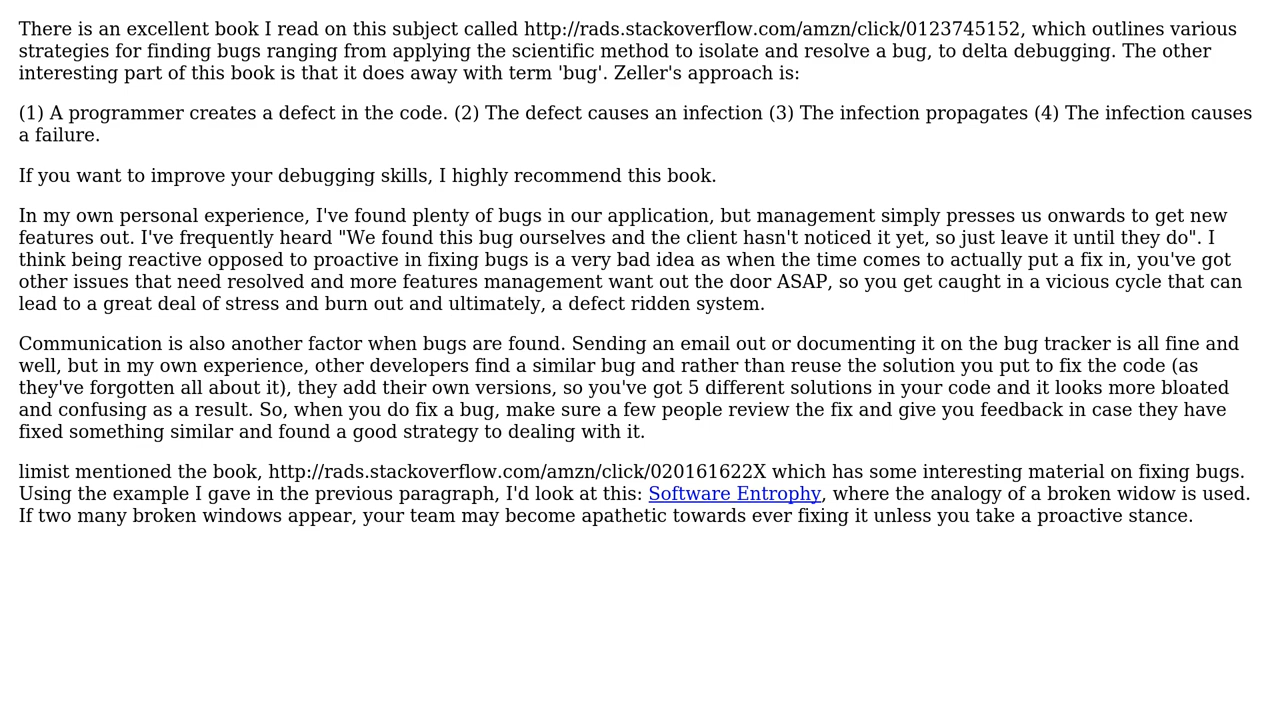 There is an excellent book I read on this subject called http://rads.stackoverflow.com/amzn/click/0123745152, which outlines various
strategies for finding bugs ranging from applying the scientific method to isolate and resolve a bug, to delta debugging. The other
interesting part of this book is that it does away with term 'bug'. Zeller's approach is:
(1) A programmer creates a defect in the code. (2) The defect causes an infection (3) The infection propagates (4) The infection causes
a failure.
If you want to improve your debugging skills, I highly recommend this book.
In my own personal experience, I've found plenty of bugs in our application, but management simply presses us onwards to get new
features out. I've frequently heard "We found this bug ourselves and the client hasn't noticed it yet, so just leave it until they do". I
think being reactive opposed to proactive in fixing bugs is a very bad idea as when the time comes to actually put a fix in, you've got
other issues that need resolved and more features management want out the door ASAP, so you get caught in a vicious cycle that can
lead to a great deal of stress and burn out and ultimately, a defect ridden system.
Communication is also another factor when bugs are found. Sending an email out or documenting it on the bug tracker is all fine and
well, but in my own experience, other developers find a similar bug and rather than reuse the solution you put to fix the code (as
they've forgotten all about it), they add their own versions, so you've got 5 different solutions in your code and it looks more bloated
and confusing as a result. So, when you do fix a bug, make sure a few people review the fix and give you feedback in case they have
fixed something similar and found a good strategy to dealing with it.
limist mentioned the book, http://rads.stackoverflow.com/amzn/click/020161622X which has some interesting material on fixing bugs.
Using the example I gave in the previous paragraph, I'd look at this: Software Entrophy, where the analogy of a broken widow is used.
If two many broken windows appear, your team may become apathetic towards ever fixing it unless you take a proactive stance.